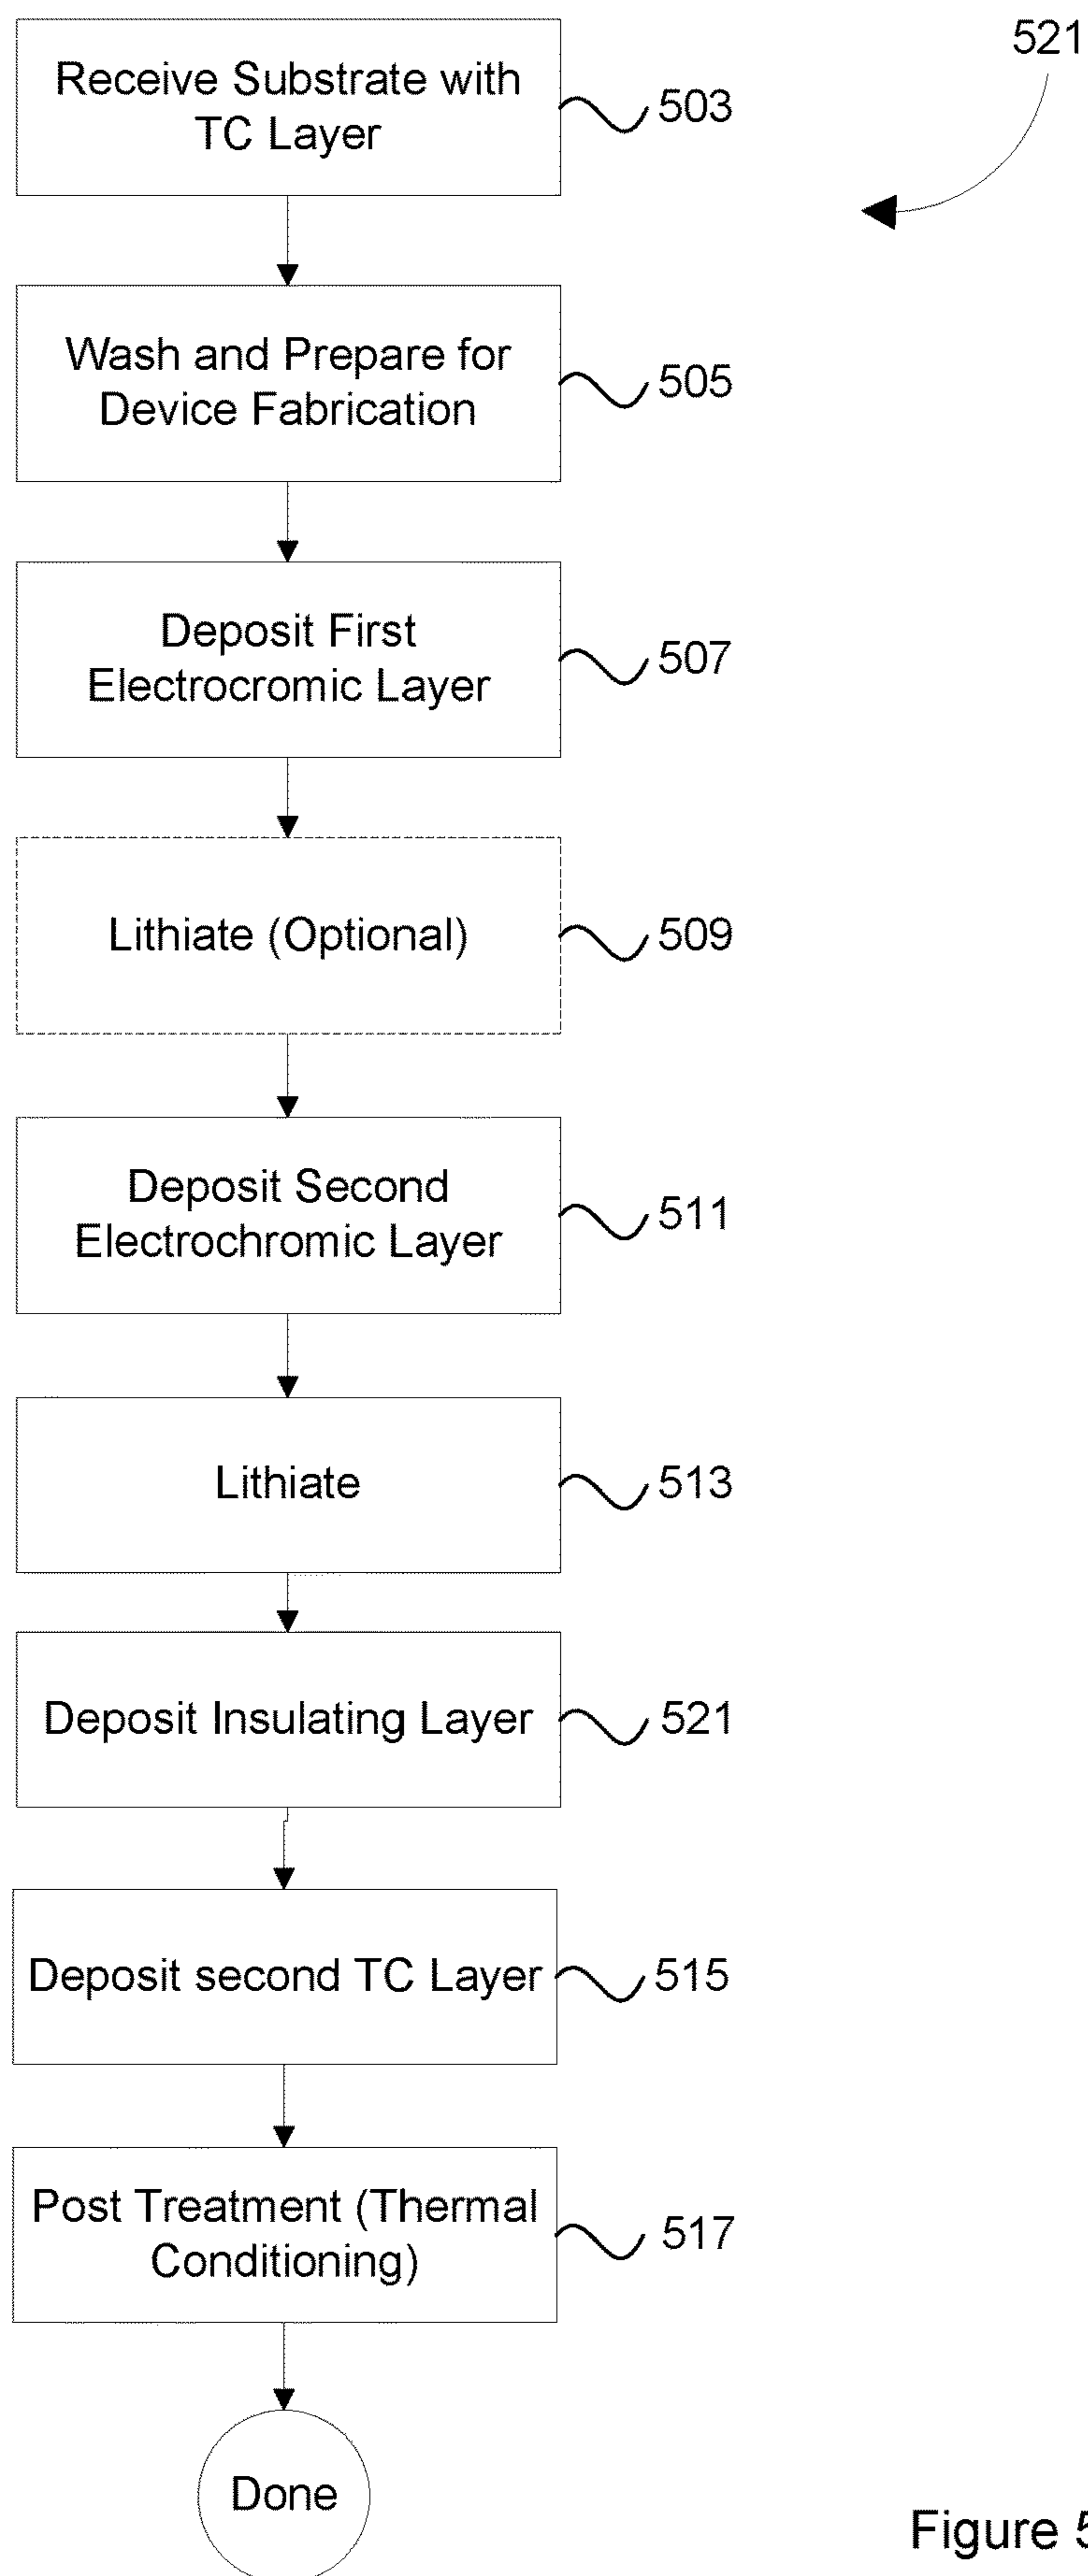 521
Receive Substrate with
TC Layer
503
Wash and Prepare for
Device Fabrication
505
Deposit First
Electrocromic Layer
507
Lithiate (Optional)
509
Deposit Second
Electrochromic Layer
511
Lithiate
513
Deposit Insulating Layer
521
Deposit second TC Layer
515
Post Treatment (Thermal
Conditioning)
517
Done
Figure 5